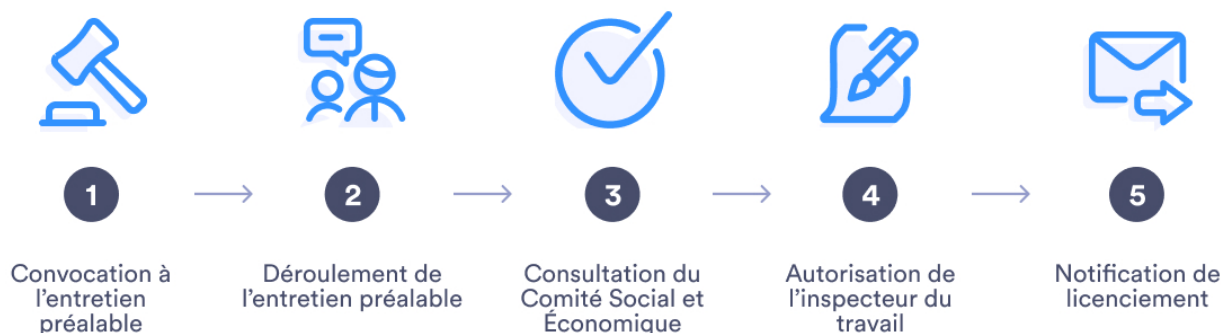 1
2
3
4
5
Convocation à
l'entretien
préalable
Déroulement de
l'entretien préalable
Consultation du
Comité Social et
Économique
Autorisation de
l'inspecteur du
travail
Notification de
licenciement